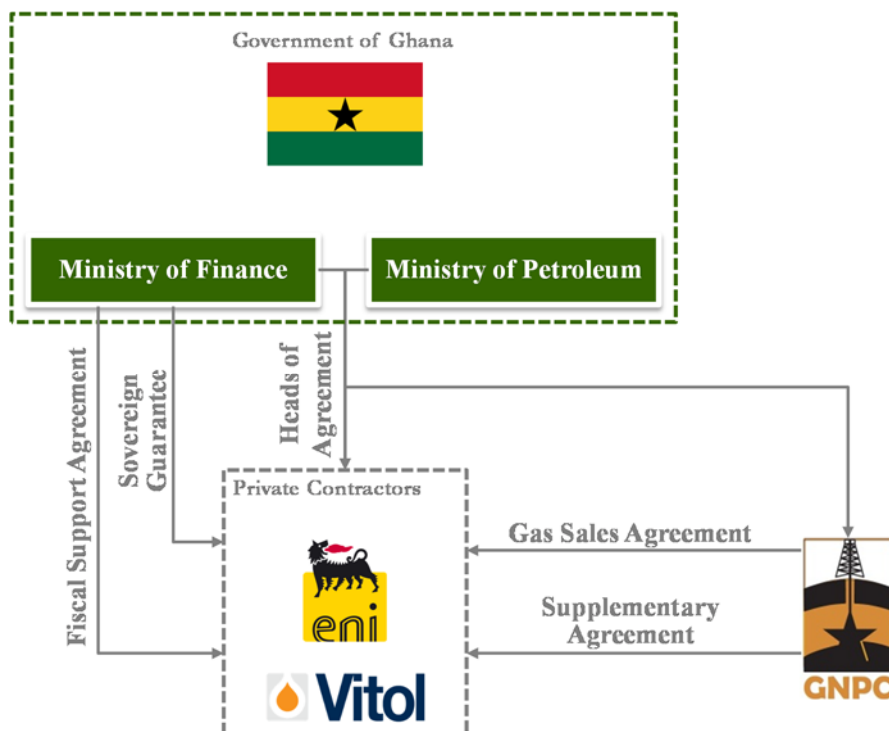 Government of Ghana
Ministry of Finance
Ministry of Petroleum
Fiscal Support Agreement
Sovereign
Guarantee
Heads of
Agreement
Private Contractors
eni
Vitol
Gas Sales Agreement
Supplementary
Agreement
GNPC